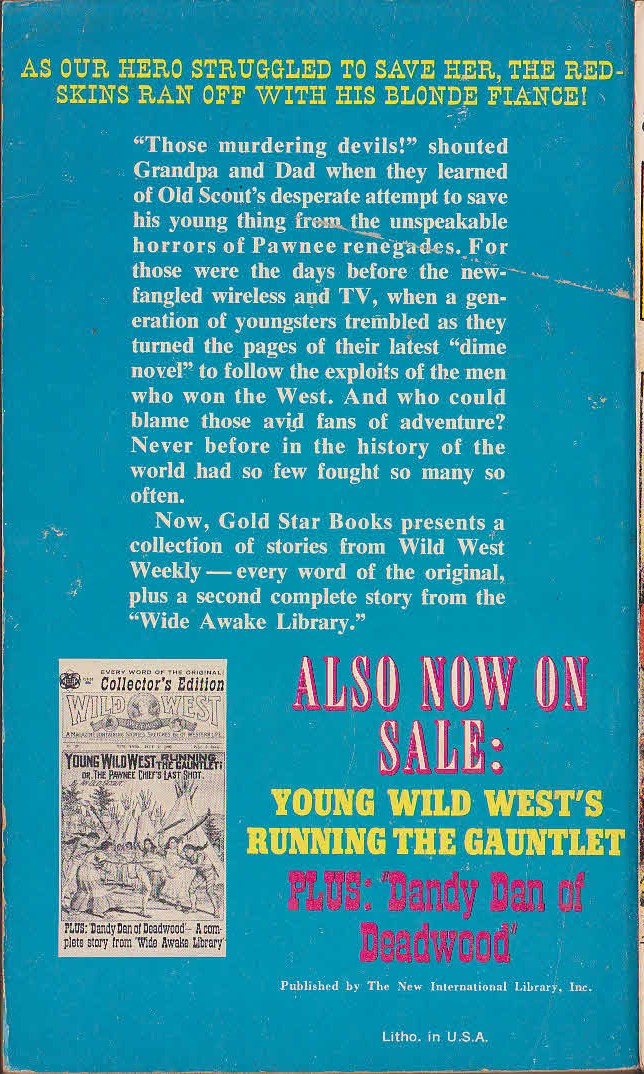 AS OUR HERO STRUGGLED TO SAVE HER, THE RED-
SKINS RAN OFF WITH HIS BLONDE FIANCE!
“Those murdering devils!” shouted
Grandpa and Dad when they learned
of Old Scout's desperate attempt to save
his young thing from the unspeakable
horrors of Pawnee renegades. For
those were the days before the new-
fangled wireless and TV, when a gen-
eration of youngsters trembled as they
turned the pages of their latest “dime
novel” to follow the exploits of the men
who won the West. And who could
blame those avid fans of adventure?
Never before in the history of the
world had so few fought so many so
often.
Now, Gold Star Books presents a
collection of stories from Wild West
Weekly — every word of the original,
plus a second complete story from the
“Wide Awake Library.”
EVERY WORD OF THE ORIGINAL
Collector's Edition
WILD WEST
A MAGAZINE CONTAINING STORIES, SKETCHES, Etc. OF WESTERN LIFE.
YOUNG WILD WEST RUNNING
THE GAUNTLET;
OR, THE PAWNEE CHIEF'S LAST SHOT.
PLUS: "Dandy Dan of Deadwood"— A com-
plete story from "Wide Awake Library"
ALSO NOW ON
SALE:
YOUNG WILD WEST'S
RUNNING THE GAUNTLET
PLUS: "Dandy Dan of
Deadwood"
Published by The New International Library, Inc.
Litho. in U.S.A.